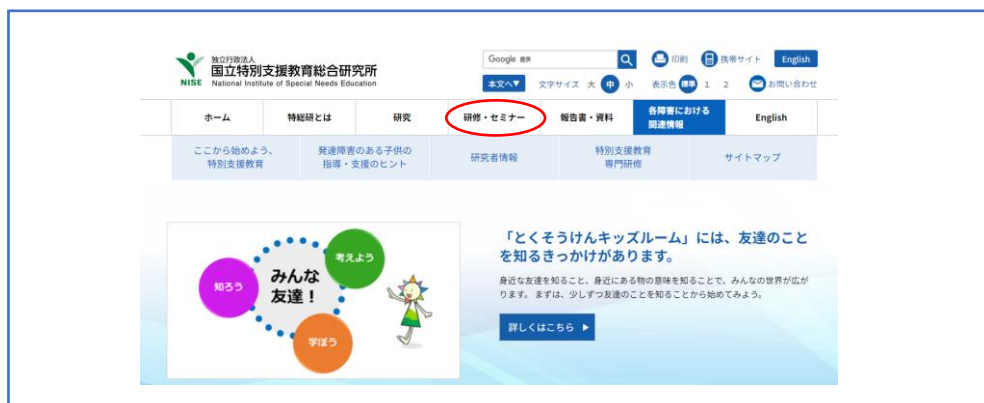 独立行政法人
国立特別支援教育総合研究所
NISE National Institute of Special Needs Education
Google 提供
印刷
携帯サイト
English
本文へ▼
文字サイズ 大 中 小
表示色 標準 1 2
お問い合わせ
ホーム
特総研とは
研究
研修・セミナー
報告書・資料
各障害における
関連情報
English
ここから始めよう、
特別支援教育
発達障害のある子供の
指導・支援のヒント
研究者情報
特別支援教育
専門研修
サイトマップ
知ろう
考えよう
みんな
友達！
学ぼう
「とくそうけんキッズルーム」には、友達のこと
を知るきっかけがあります。
身近な友達を知ること、身近にある物の意味を知ることで、みんなの世界が広が
ります。まずは、少しずつ友達のことを知ることから始めてみよう。
詳しくはこちら ▶